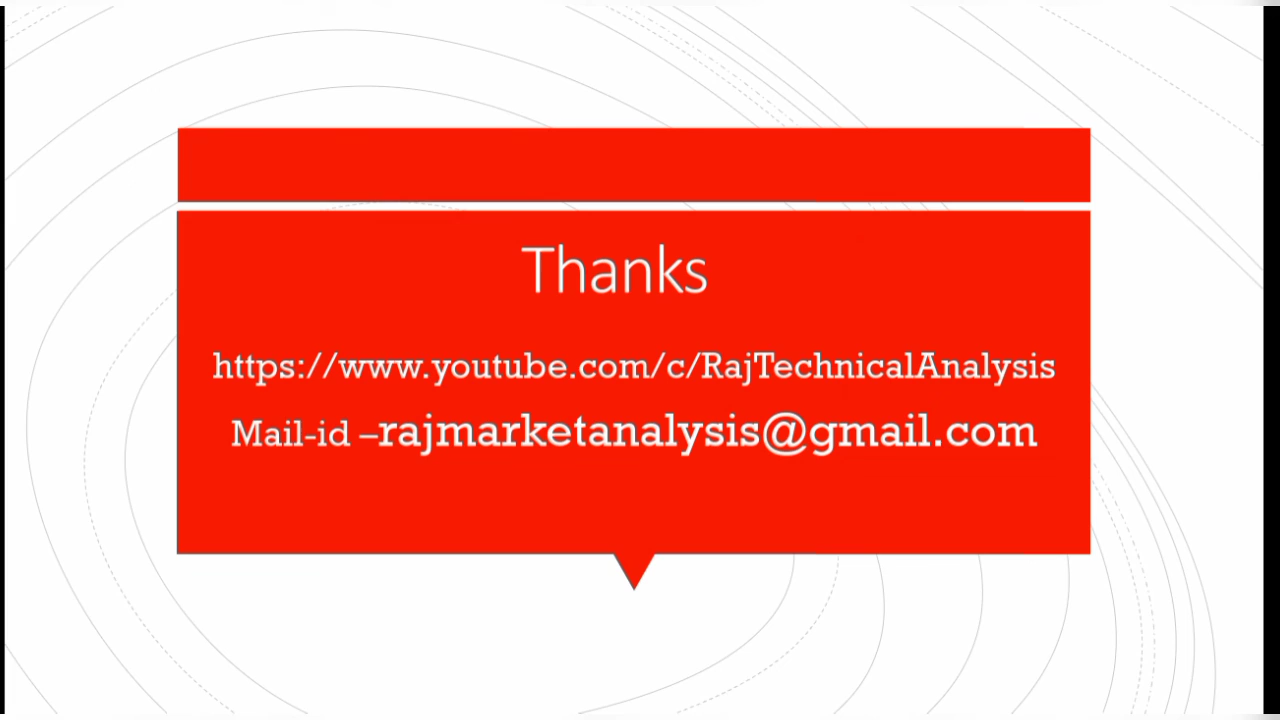 Thanks
https://www.youtube.com/c/RajTechnicalAnalysis
Mail-id –rajmarketanalysis@gmail.com